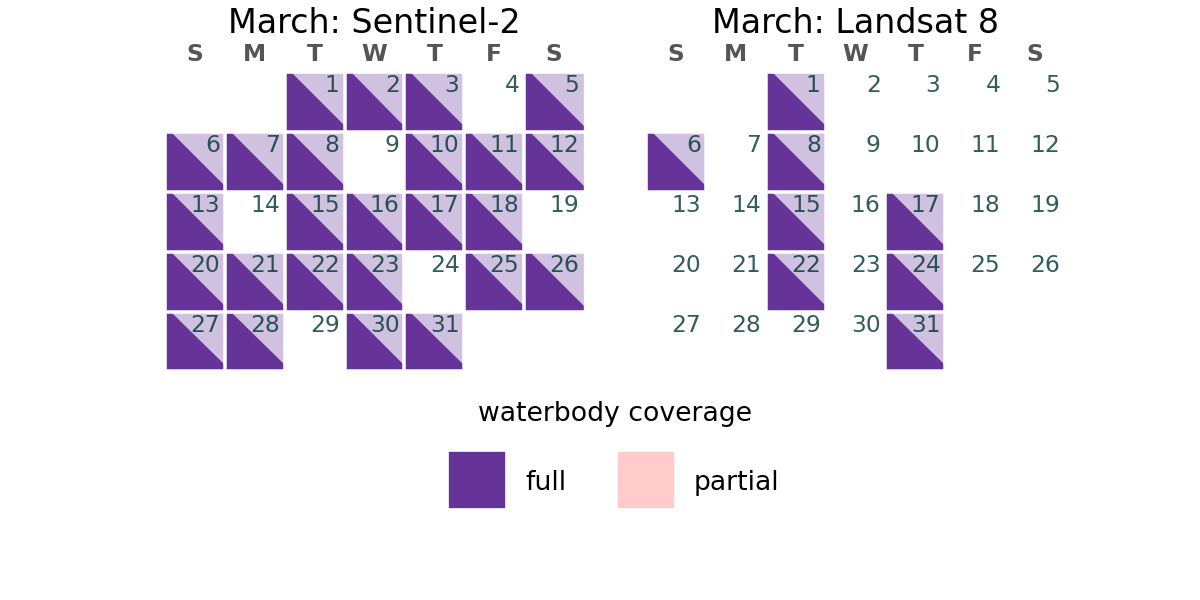 March: Sentinel-2
S M T W T F S
1 2 3 4 5
6 7 8 9 10 11 12
13 14 15 16 17 18 19
20 21 22 23 24 25 26
27 28 29 30 31
March: Landsat 8
S M T W T F S
1 2 3 4 5
6 7 8 9 10 11 12
13 14 15 16 17 18 19
20 21 22 23 24 25 26
27 28 29 30 31
waterbody coverage
full partial